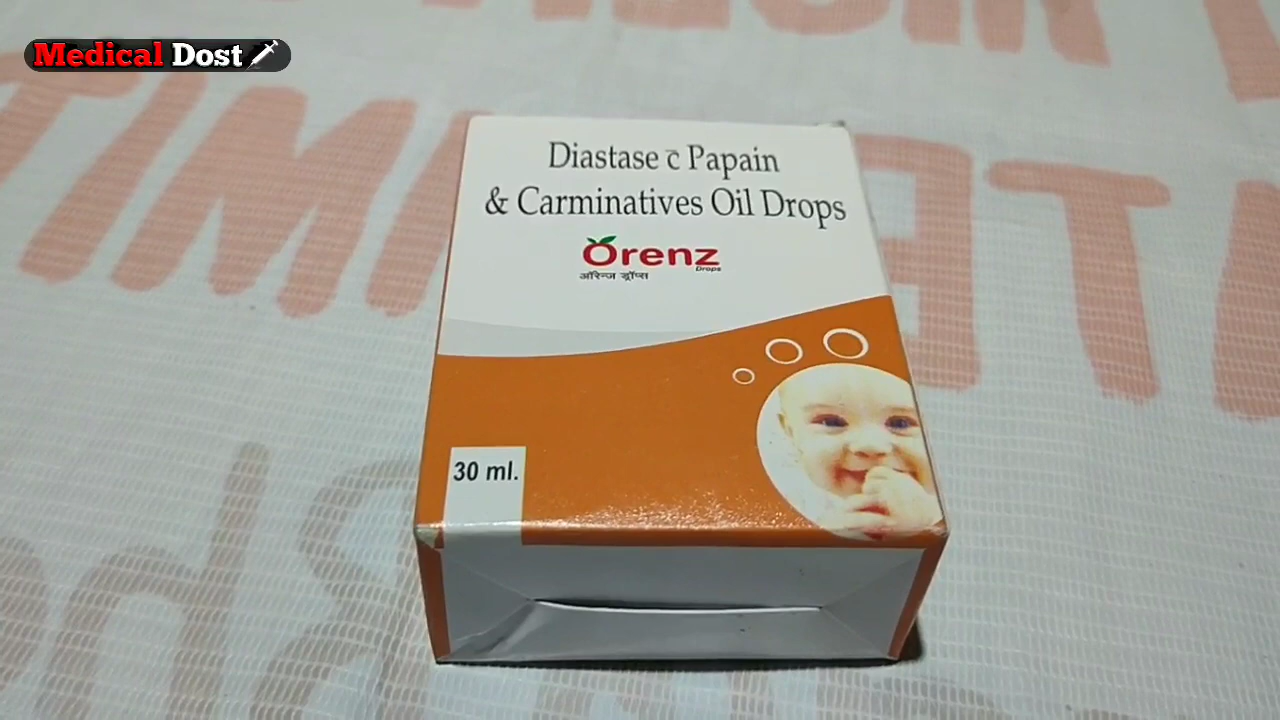 Medical Dost
Diastase c̄ Papain
& Carminatives Oil Drops
Orenz
Drops
ऑरेन्ज ड्रॉप्स
30 ml.